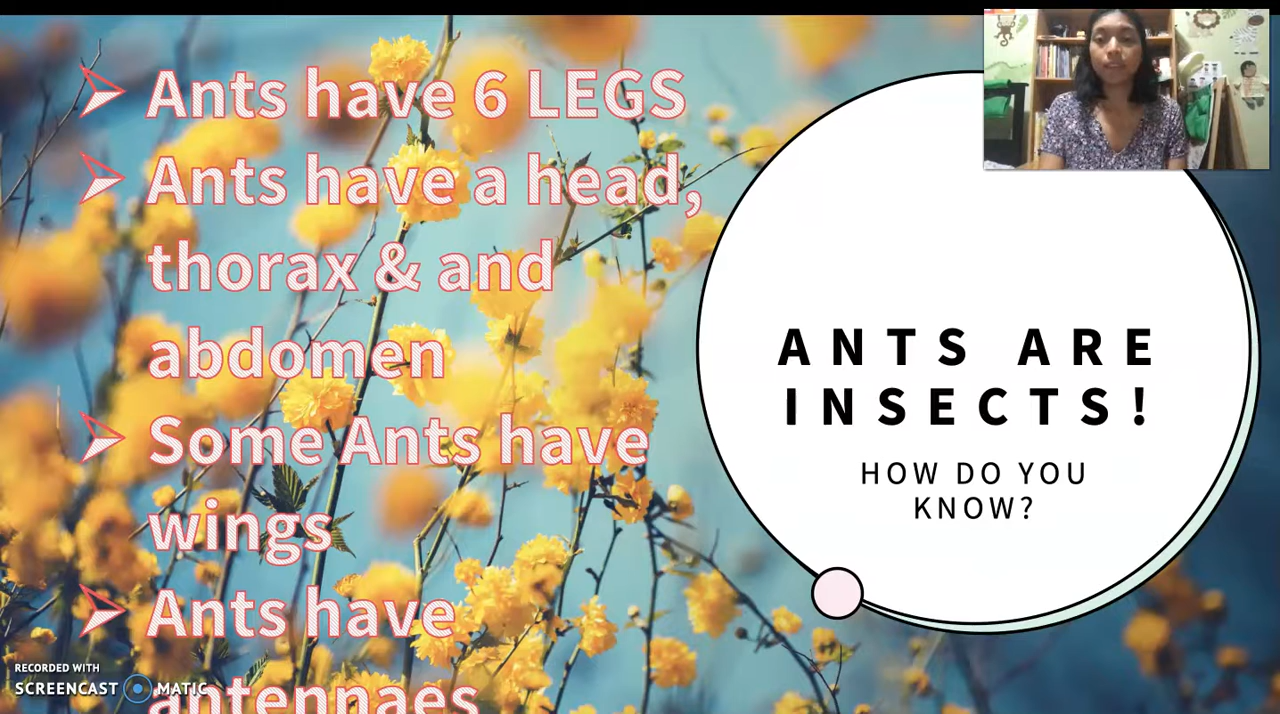 Ants have 6 LEGS
Ants have a head,
thorax & and
abdomen
Some Ants have
wings
Ants have
antennaes
ANTS ARE
INSECTS!
HOW DO YOU
KNOW?
RECORDED WITH
SCREENCAST MATIC